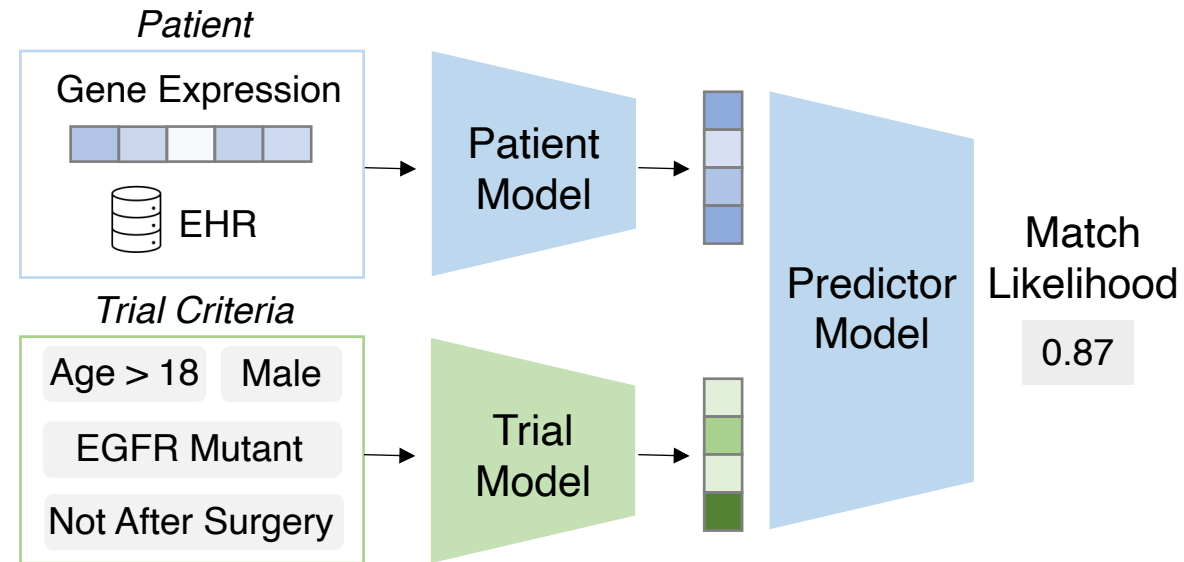 Patient
Gene Expression
EHR
Patient
Model
Trial Criteria
Age > 18
Male
EGFR Mutant
Not After Surgery
Trial
Model
Predictor
Model
Match
Likelihood
0.87